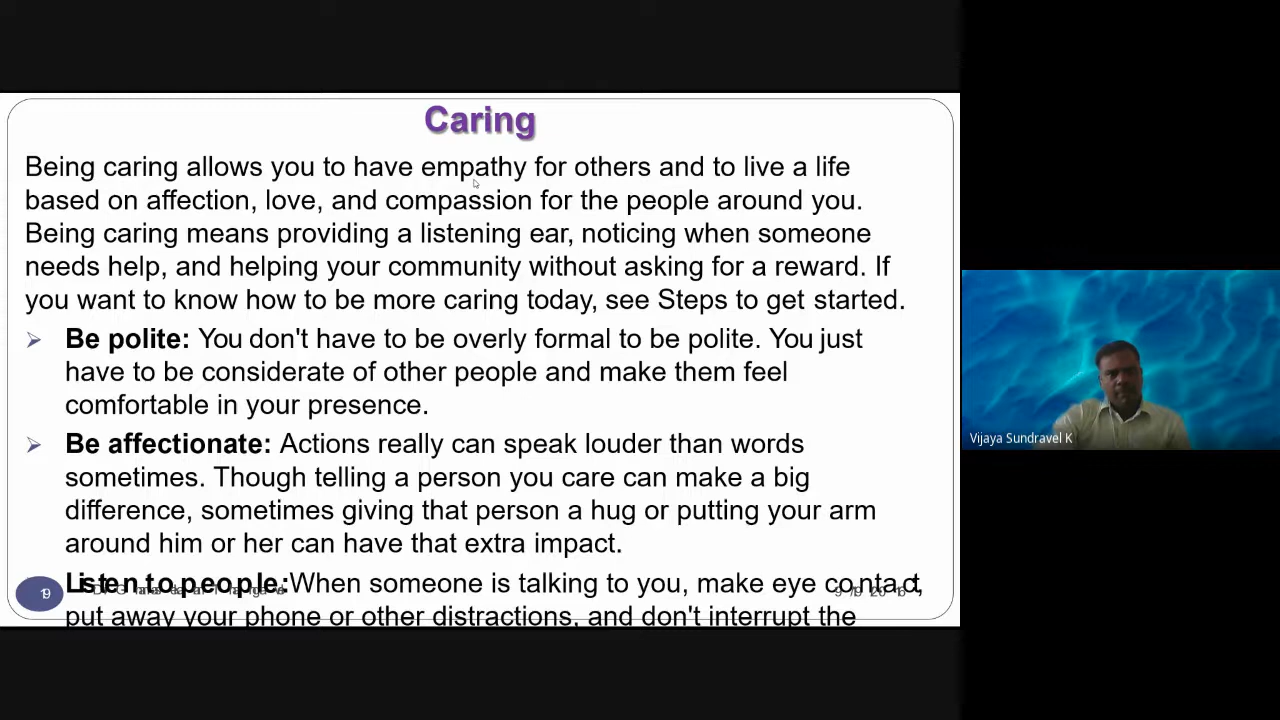 Caring
Being caring allows you to have empathy for others and to live a life
based on affection, love, and compassion for the people around you.
Being caring means providing a listening ear, noticing when someone
needs help, and helping your community without asking for a reward. If
you want to know how to be more caring today, see Steps to get started.
Be polite: You don't have to be overly formal to be polite. You just
have to be considerate of other people and make them feel
comfortable in your presence.
Be affectionate: Actions really can speak louder than words
sometimes. Though telling a person you care can make a big
difference, sometimes giving that person a hug or putting your arm
around him or her can have that extra impact.
Listen to people: When someone is talking to you, make eye contact,
19
put away your phone or other distractions, and don't interrupt the
Vijaya Sundravel K